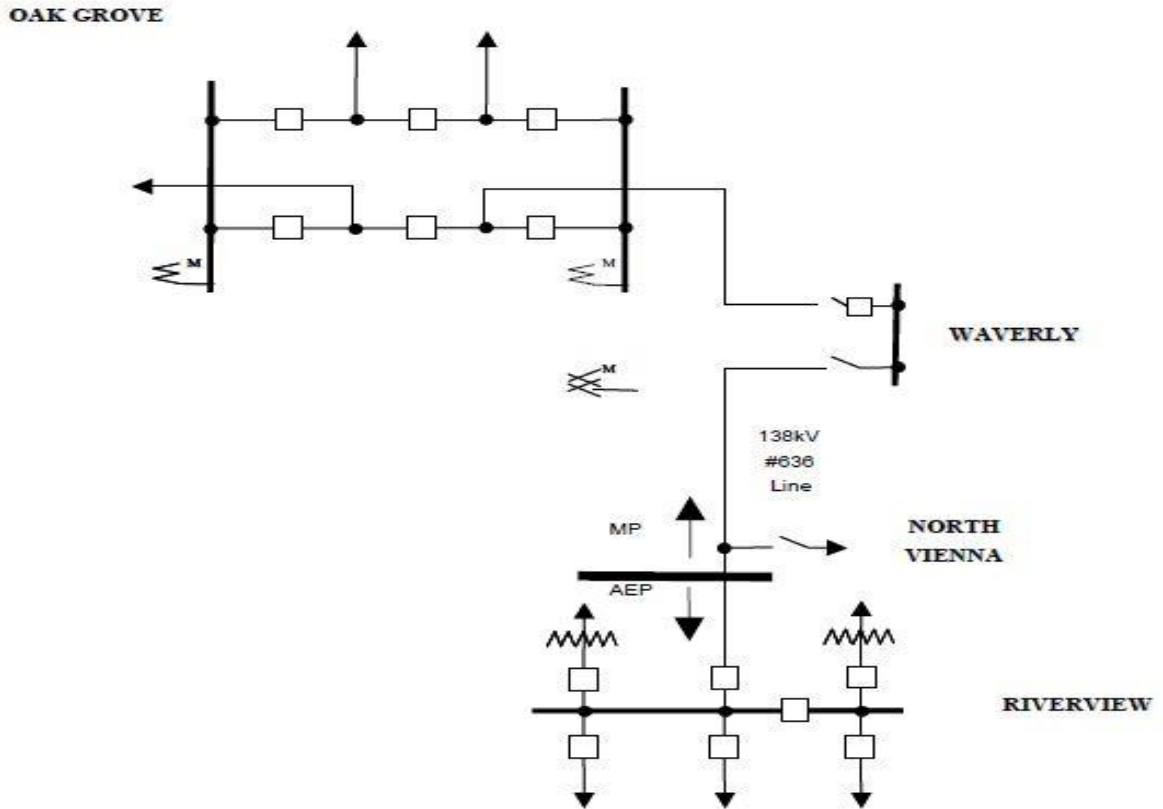 OAK GROVE
M
M
WAVERLY
M
138kV
#636
Line
MP
NORTH
VIENNA
AEP
RIVERVIEW